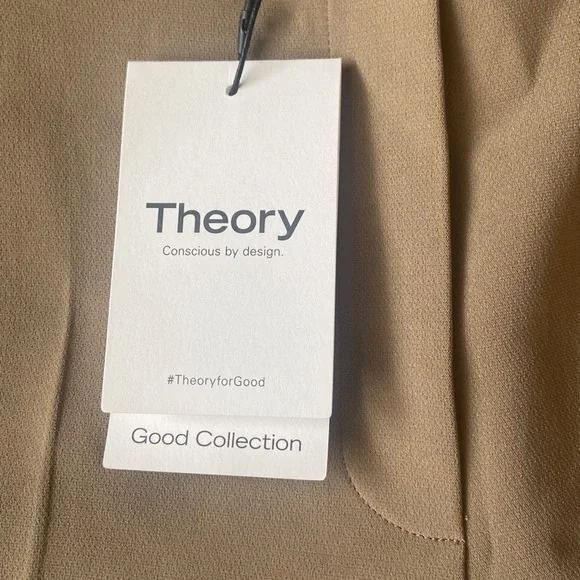 Theory
Conscious by design.
#TheoryforGood
Good Collection